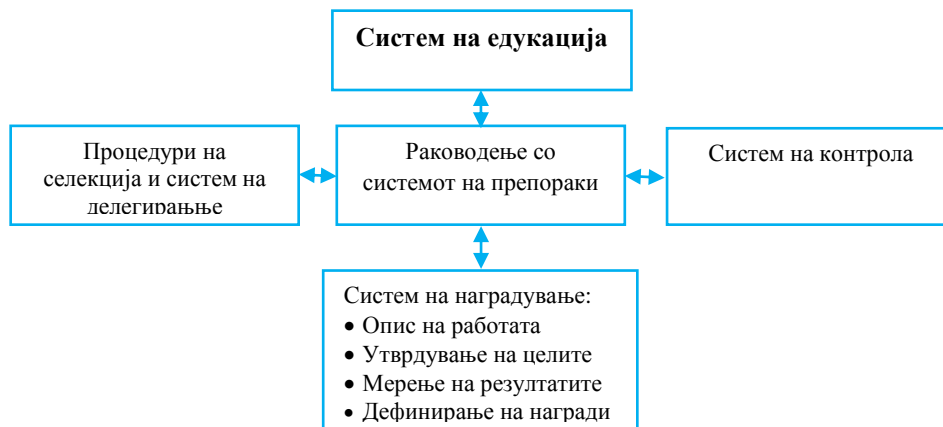 Систем на едукација
Процедури на
селекција и систем на
делегирање
Раководење со
системот на препораки
Систем на контрола
Систем на наградување:
• Опис на работата
• Утврдување на целите
• Мерење на резултатите
• Дефинирање на награди